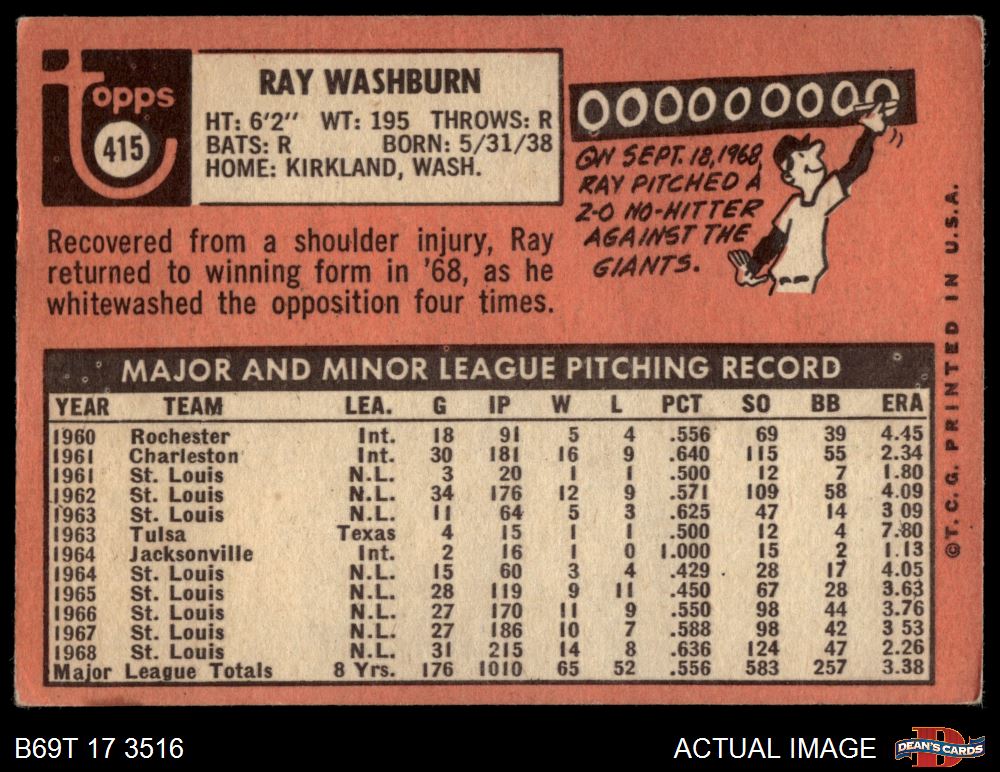 Topps
415
RAY WASHBURN
HT: 6'2" WT: 195 THROWS: R
BATS: R BORN: 5/31/38
HOME: KIRKLAND, WASH.
OOOOOOOOO
ON SEPT. 18, 1968,
RAY PITCHED A
2-0 NO-HITTER
AGAINST THE
GIANTS.
Recovered from a shoulder injury, Ray
returned to winning form in '68, as he
whitewashed the opposition four times.
MAJOR AND MINOR LEAGUE PITCHING RECORD
YEAR TEAM LEA. G IP W L PCT SO BB ERA
1960 Rochester Int. 18 91 5 4 .556 69 39 4.45
1961 Charleston Int. 30 181 16 9 .640 115 55 2.34
1961 St. Louis N.L. 3 20 1 1 .500 12 7 1.80
1962 St. Louis N.L. 34 176 12 9 .571 109 58 4.09
1963 St. Louis N.L. 11 64 5 3 .625 47 14 3 09
1963 Tulsa Texas 4 15 1 1 .500 12 4 7.80
1964 Jacksonville Int. 2 16 1 0 1.000 15 2 1.13
1964 St. Louis N.L. 15 60 3 4 .429 28 17 4.05
1965 St. Louis N.L. 28 119 9 11 .450 67 28 3.63
1966 St. Louis N.L. 27 170 11 9 .550 98 44 3.76
1967 St. Louis N.L. 27 186 10 7 .588 98 42 3 53
1968 St. Louis N.L. 31 215 14 8 .636 124 47 2.26
Major League Totals 8 Yrs. 176 1010 65 52 .556 583 257 3.38
©T. C. G. PRINTED IN U.S.A.
B69T 17 3516
ACTUAL IMAGE
DEAN'S CARDS